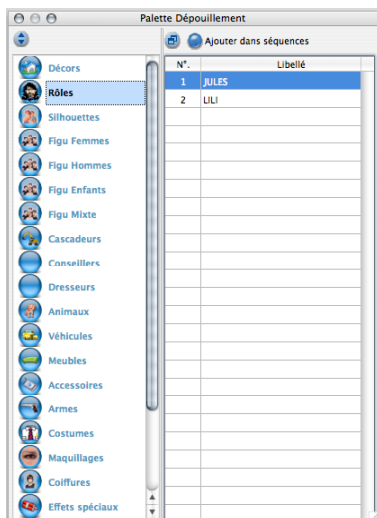 Palette Dépouillement
Ajouter dans séquences
Décors
Rôles
Silhouettes
Figu Femmes
Figu Hommes
Figu Enfants
Figu Mixte
Cascadeurs
Conseillers
Dresseurs
Animaux
Véhicules
Meubles
Accessoires
Armes
Costumes
Maquillages
Coiffures
Effets spéciaux
N°. Libellé
1 JULES
2 LILI